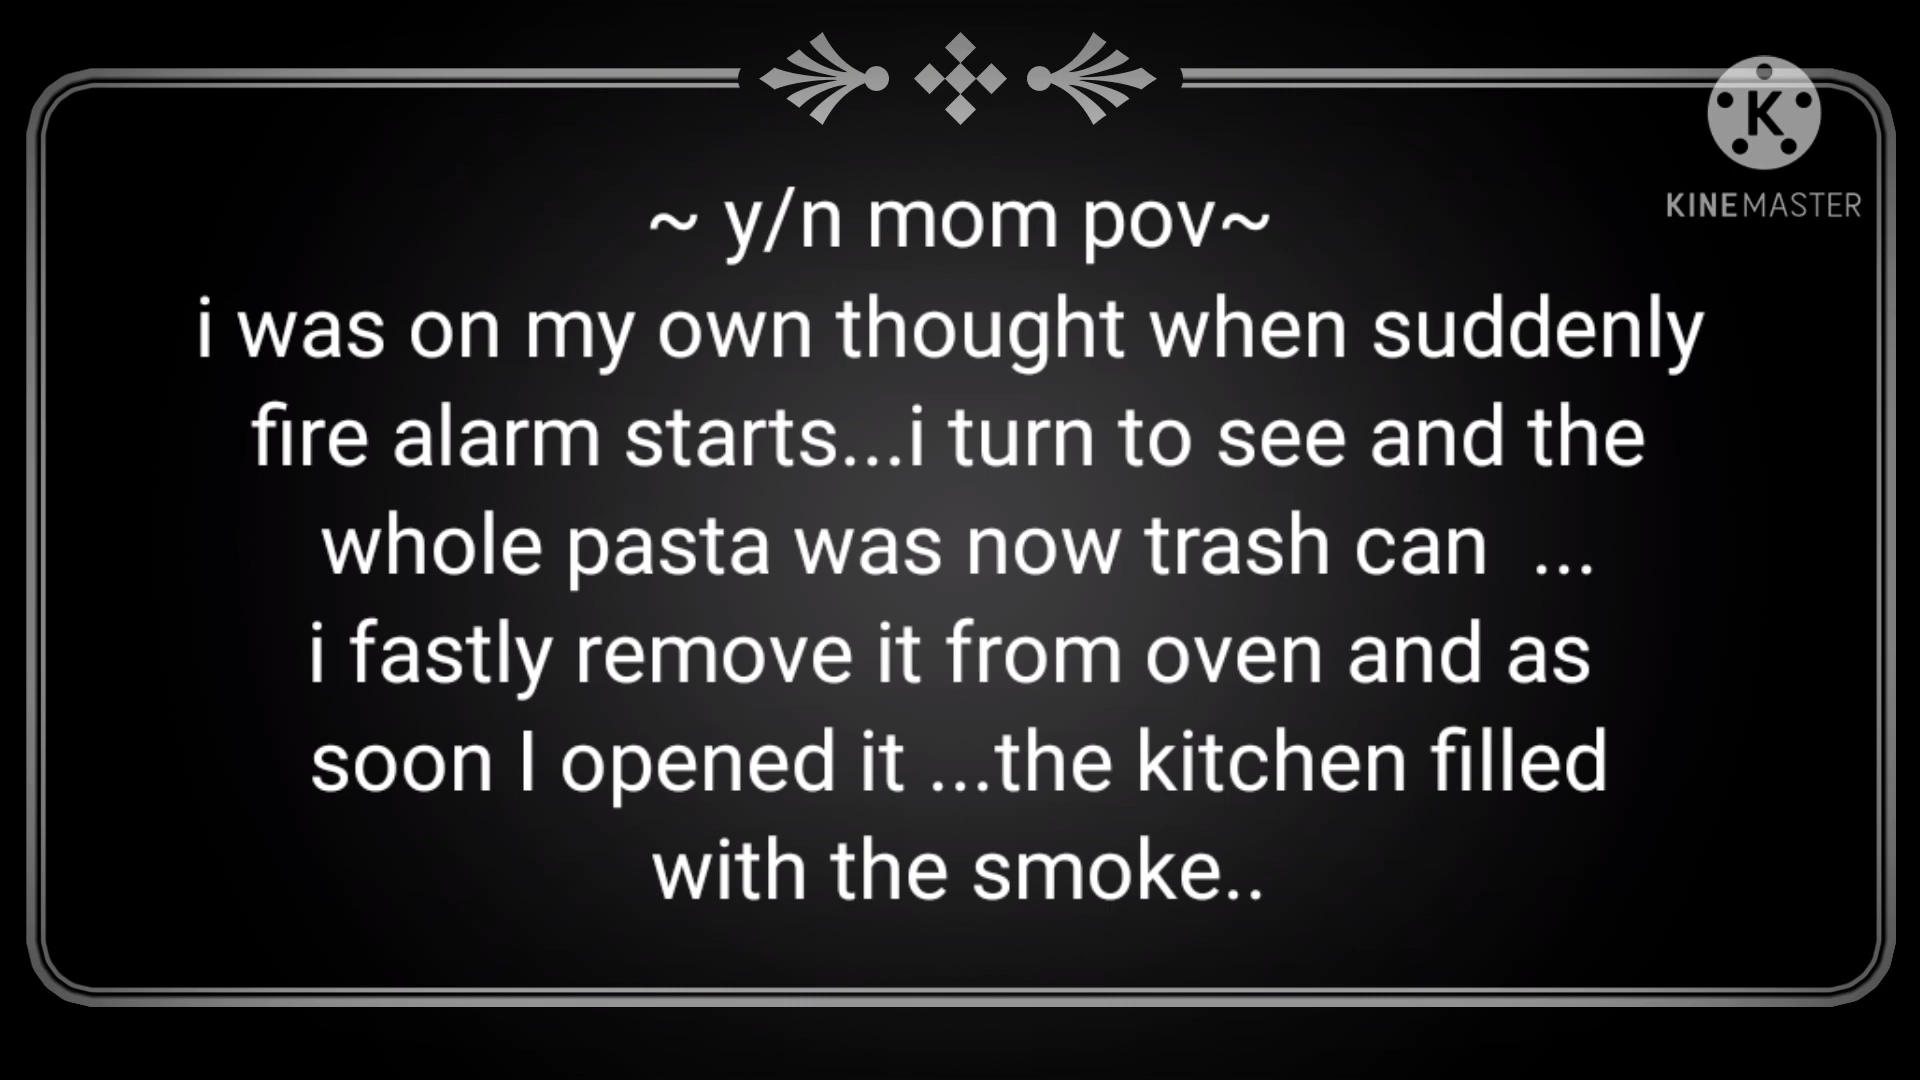 ~ y/n mom pov~
i was on my own thought when suddenly
fire alarm starts...i turn to see and the
whole pasta was now trash can  ...
i fastly remove it from oven and as
soon I opened it ...the kitchen filled
with the smoke..
K
KINEMASTER